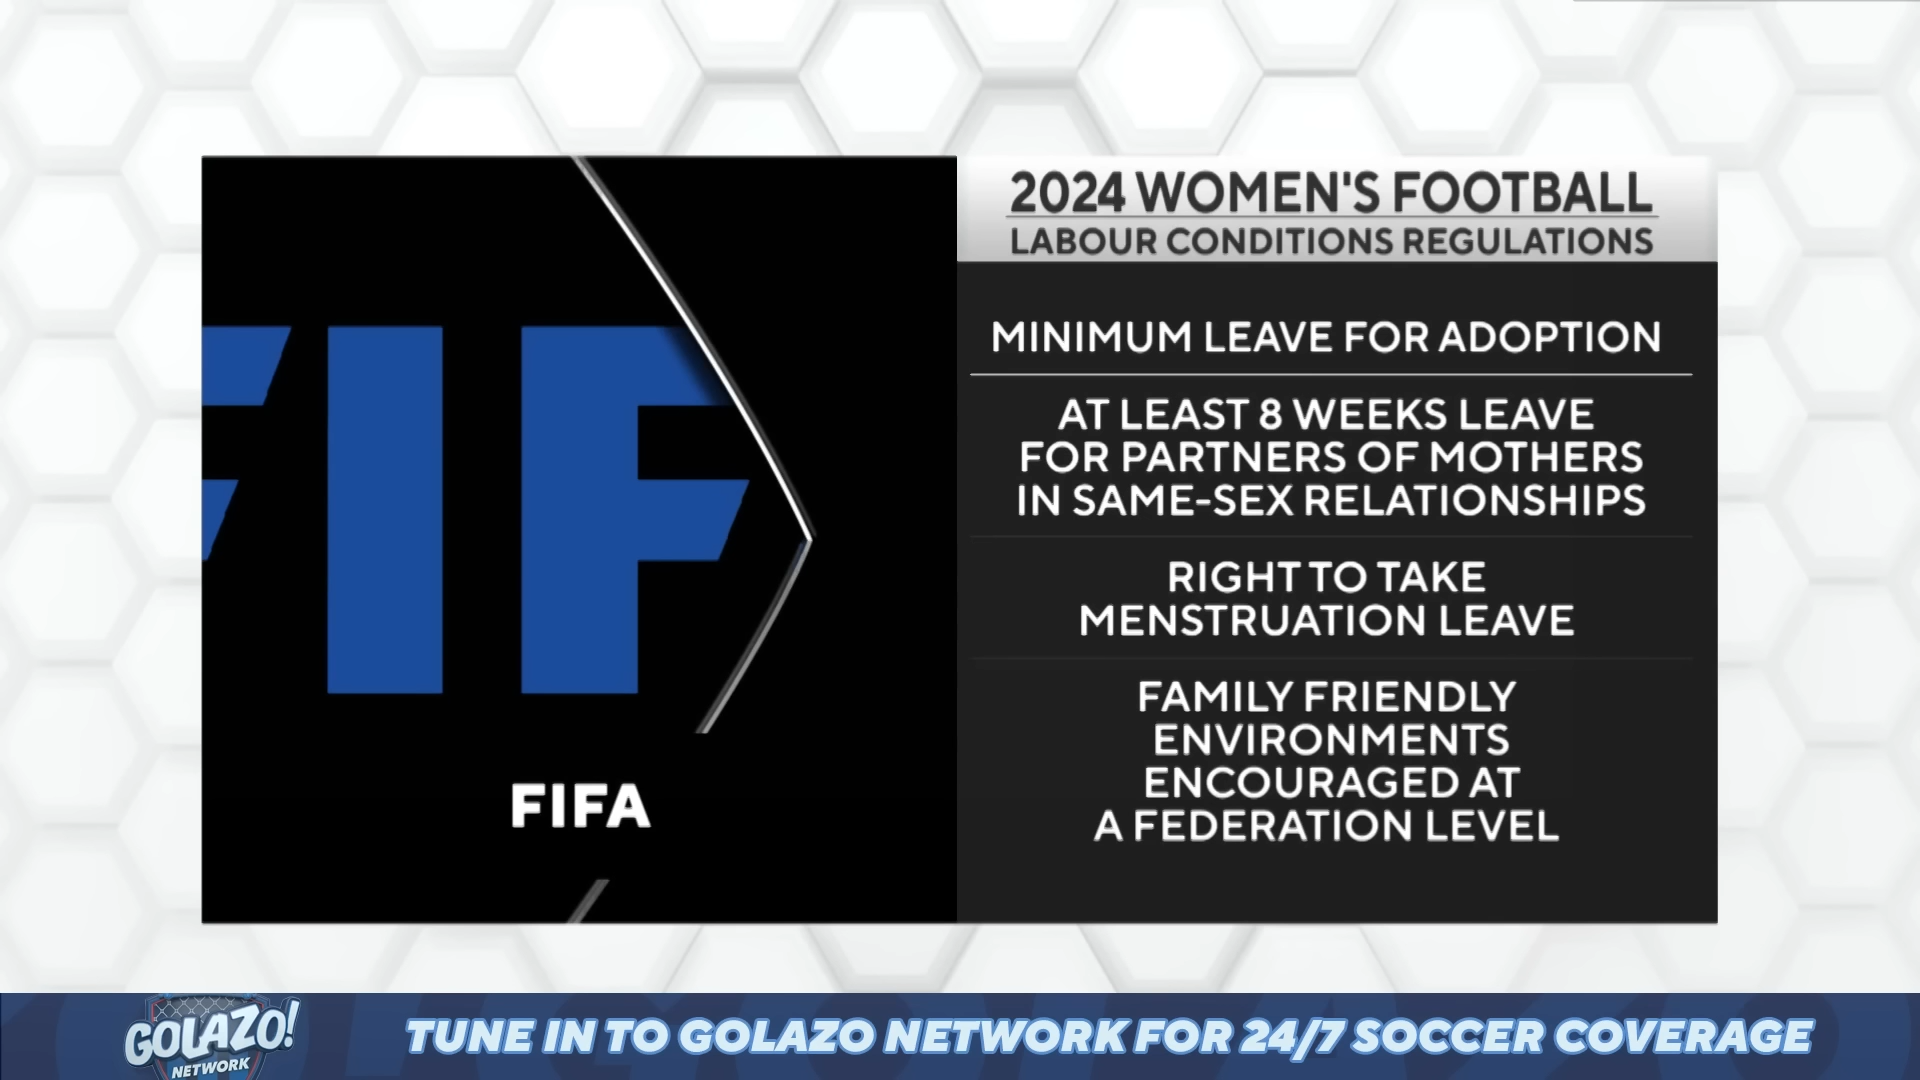 FIF
FIFA
2024 WOMEN'S FOOTBALL
LABOUR CONDITIONS REGULATIONS
MINIMUM LEAVE FOR ADOPTION
AT LEAST 8 WEEKS LEAVE
FOR PARTNERS OF MOTHERS
IN SAME-SEX RELATIONSHIPS
RIGHT TO TAKE
MENSTRUATION LEAVE
FAMILY FRIENDLY
ENVIRONMENTS
ENCOURAGED AT
A FEDERATION LEVEL
GOLAZO!
NETWORK
TUNE IN TO GOLAZO NETWORK FOR 24/7 SOCCER COVERAGE